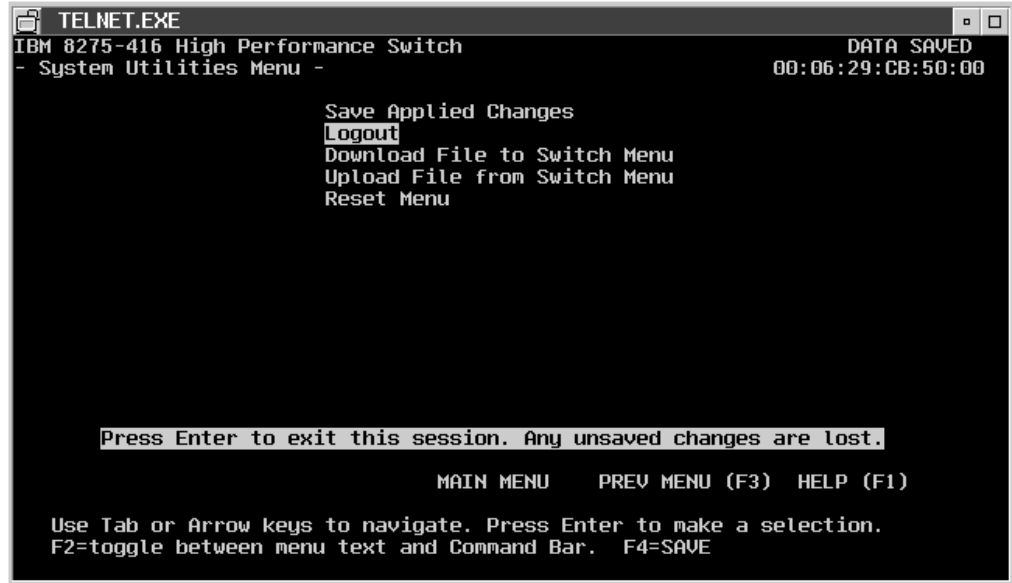 TELNET.EXE
IBM 8275-416 High Performance Switch DATA SAVED
- System Utilities Menu - 00:06:29:CB:50:00
Save Applied Changes
Logout
Download File to Switch Menu
Upload File from Switch Menu
Reset Menu
Press Enter to exit this session. Any unsaved changes are lost.
MAIN MENU PREV MENU (F3) HELP (F1)
Use Tab or Arrow keys to navigate. Press Enter to make a selection.
F2=toggle between menu text and Command Bar. F4=SAVE